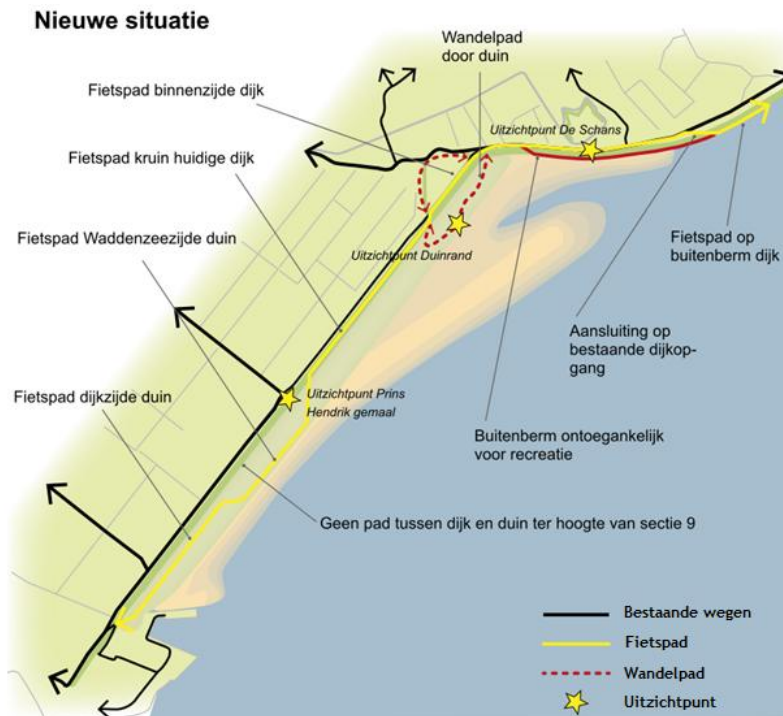 Nieuwe situatie
Wandelpad
door duin
Fietspad binnenzijde dijk
Uitzichtpunt De Schans
Fietspad kruin huidige dijk
Fietspad Waddenzeezijde duin
Uitzichtpunt Duinrand
Fietspad op
buitenberm dijk
Aansluiting op
bestaande dijkop-
gang
Fietspad dijkzijde duin
Uitzichtpunt Prins
Hendrik gemaal
Buitenberm ontoegankelijk
voor recreatie
Geen pad tussen dijk en duin ter hoogte van sectie 9
Bestaande wegen
Fietspad
Wandelpad
Uitzichtpunt